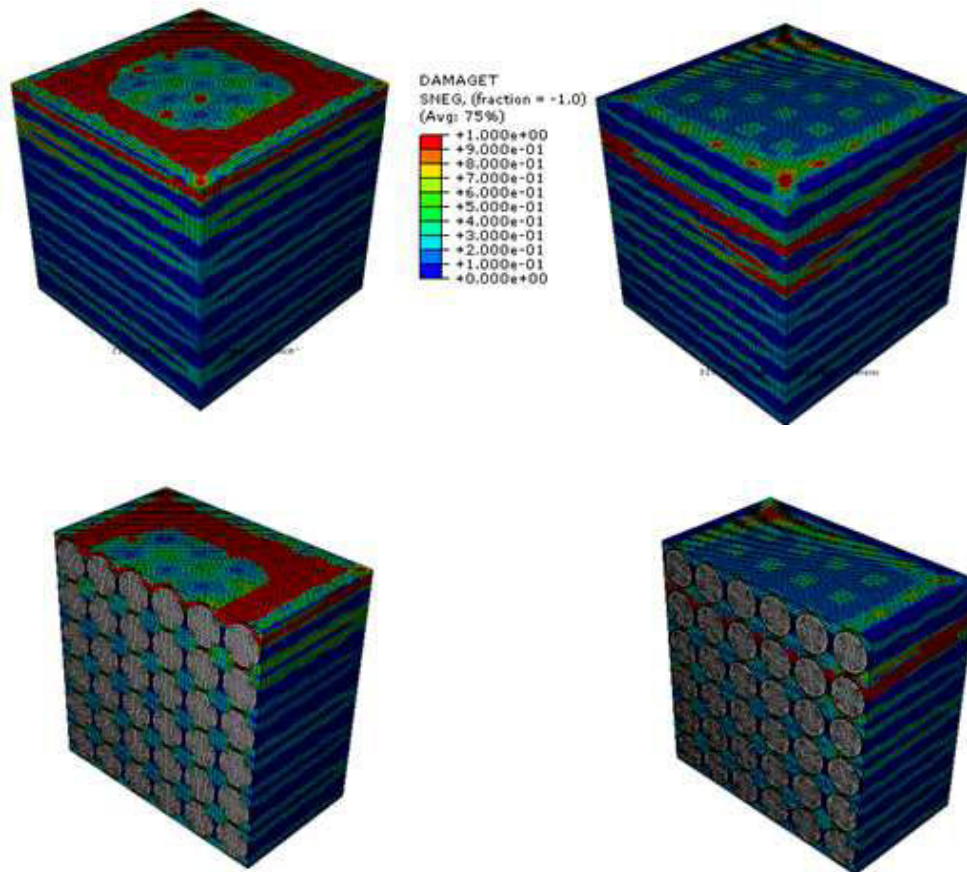 DAMAGET
SNEG, (fraction = -1.0)
(Avg: 75%)
+1.000e+00
+9.000e-01
+8.000e-01
+7.000e-01
+6.000e-01
+5.000e-01
+4.000e-01
+3.000e-01
+2.000e-01
+1.000e-01
+0.000e+00